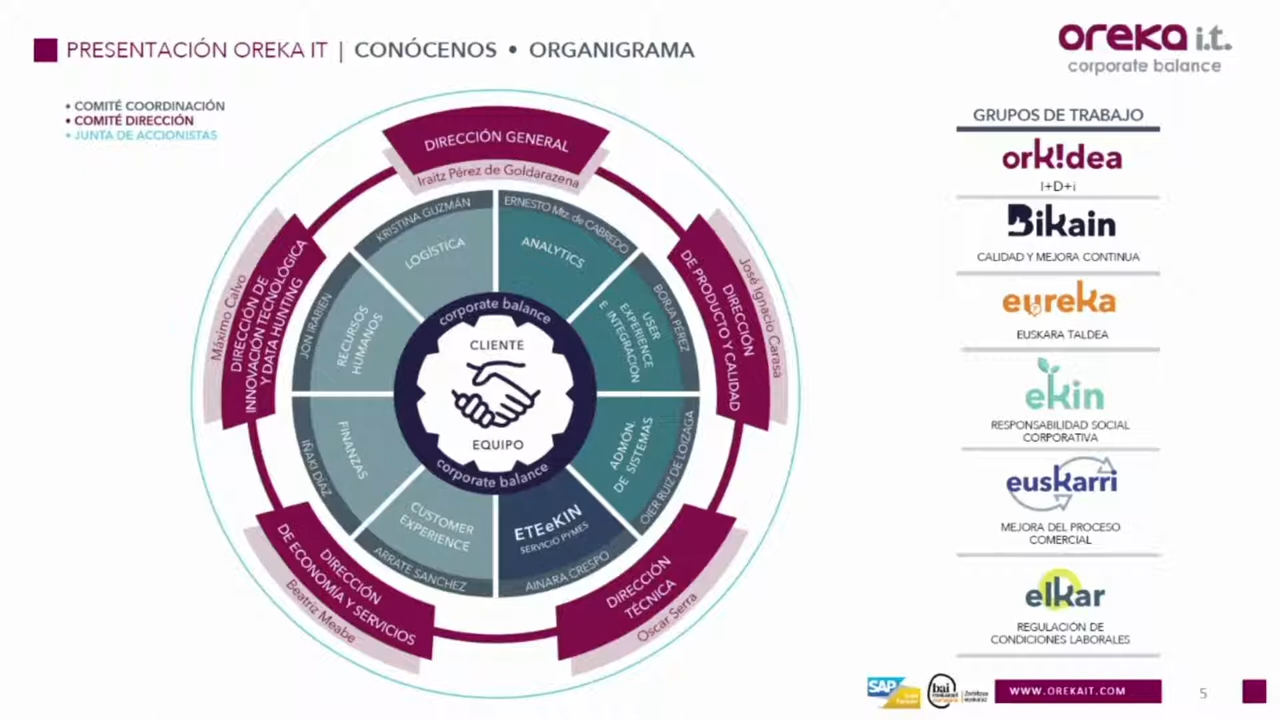 PRESENTACIÓN OREKA IT | CONÓCENOS • ORGANIGRAMA
oreka i.t.
corporate balance
• COMITÉ COORDINACIÓN
• COMITÉ DIRECCIÓN
• JUNTA DE ACCIONISTAS
DIRECCIÓN GENERAL
Iraitz Pérez de Goldarazena
DIRECCIÓN
DE PRODUCTO Y CALIDAD
José Ignacio Carasa
DIRECCIÓN
TÉCNICA
Oscar Serra
DIRECCIÓN
DE ECONOMÍA Y SERVICIOS
Beatriz Meabe
Máximo Calvo
DIRECCIÓN DE
INNOVACIÓN TECNOLÓGICA
Y DATA HUNTING
KRISTINA GUZMÁN
LOGÍSTICA
ERNESTO Mtz. de CABREDO
ANALYTICS
BORJA PÉREZ
USER
EXPERIENCE
E INTEGRACIÓN
OIER RUIZ DE LOIZAGA
ADMÓN.
DE SISTEMAS
ETEeKIN
SERVICIO PYMES
AINARA CRESPO
CUSTOMER
EXPERIENCE
ARRATE SANCHEZ
FINANZAS
IÑAKI DÍAZ
JON IRABIEN
RECURSOS
HUMANOS
corporate balance
CLIENTE
EQUIPO
corporate balance
GRUPOS DE TRABAJO
ork!dea
I+D+i
Bikain
CALIDAD Y MEJORA CONTINUA
eureka
EUSKARA TALDEA
ekin
RESPONSABILIDAD SOCIAL
CORPORATIVA
euskarri
MEJORA DEL PROCESO
COMERCIAL
elkar
REGULACIÓN DE
CONDICIONES LABORALES
SAP
bai
WWW.OREKAIT.COM
5